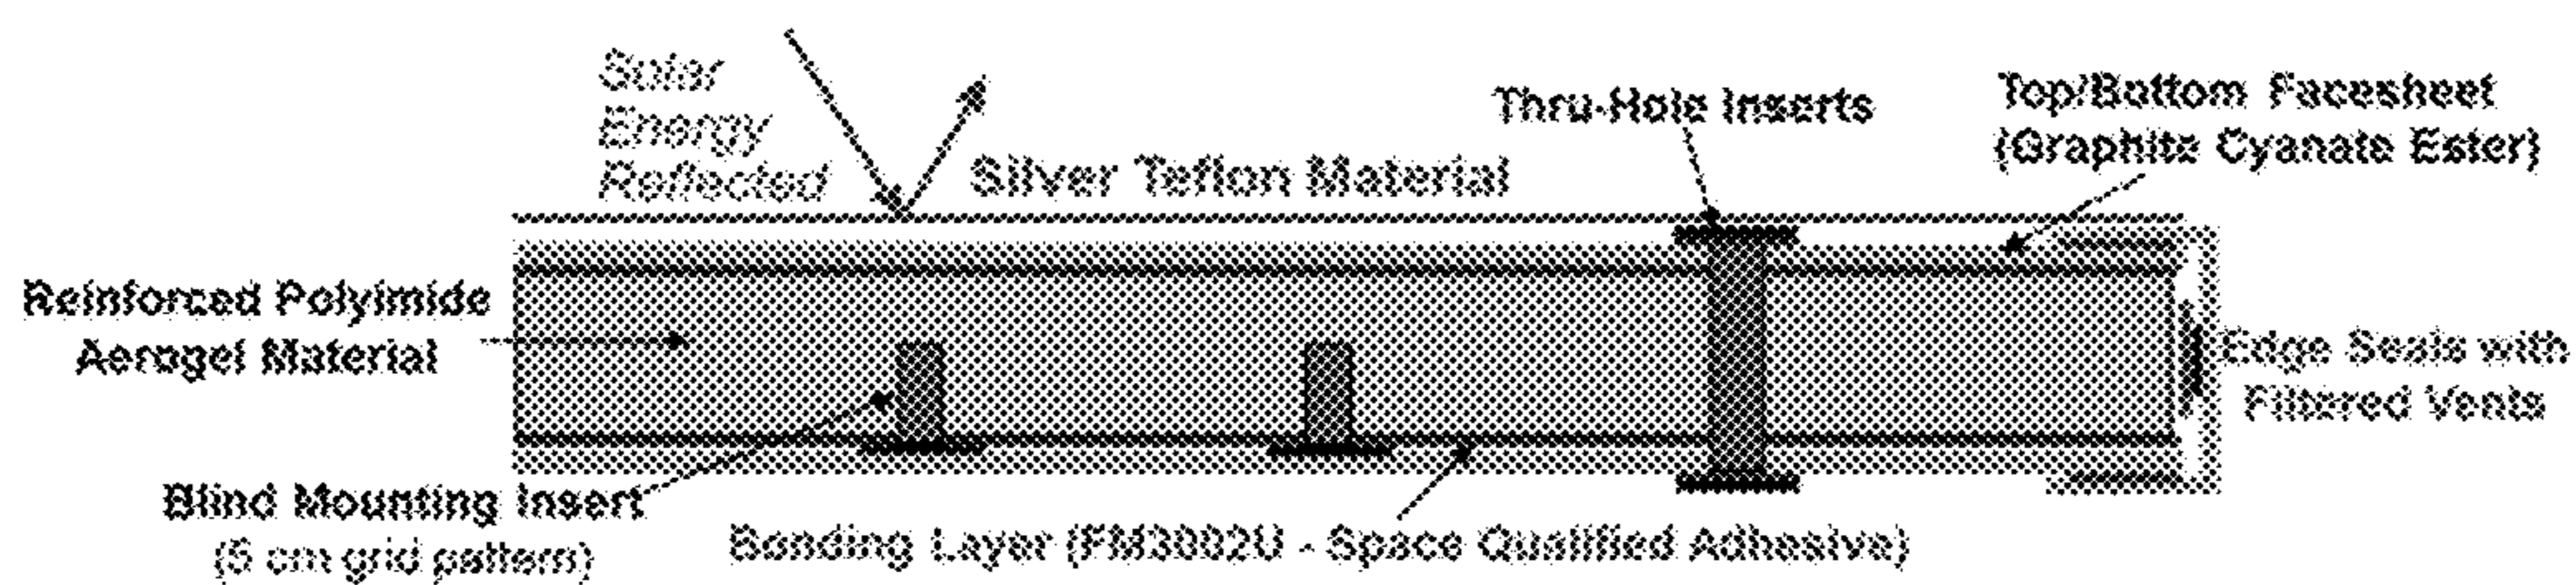 Solar
Energy
Reflected
Silver Teflon Material
Thru-Hole Inserts
Top/Bottom Facesheet
(Graphite Cyanate Ester)
Reinforced Polyimide
Aerogel Material
Edge Seals with
Filtered Vents
Blind Mounting Insert
(5 cm grid pattern)
Bonding Layer (FM3002U - Space Qualified Adhesive)